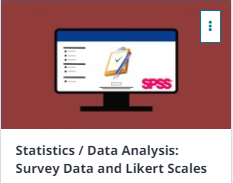 SPSS
Statistics / Data Analysis:
Survey Data and Likert Scales